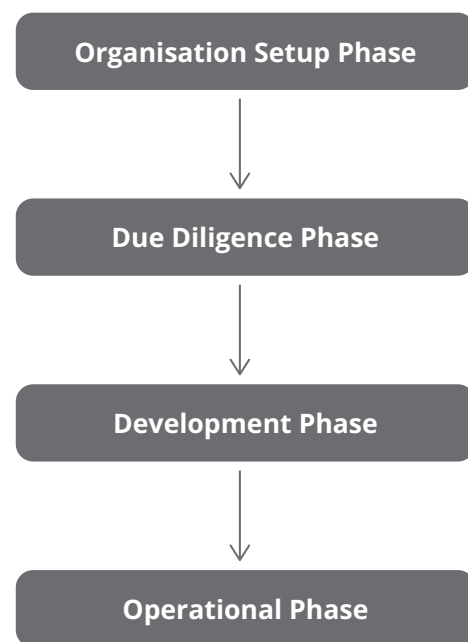 Organisation Setup Phase
Due Diligence Phase
Development Phase
Operational Phase